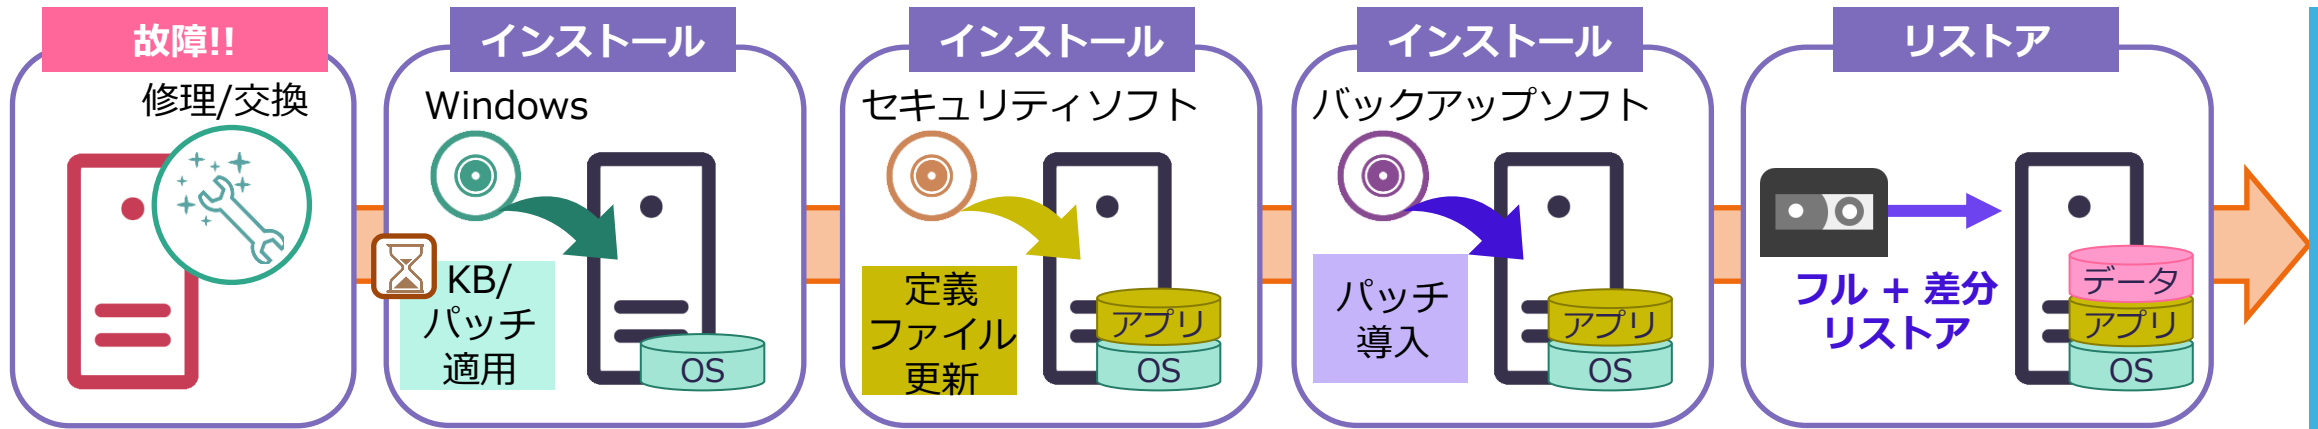 故障!!
修理/交換
インストール
Windows
KB/
パッチ
適用
OS
インストール
セキュリティソフト
定義
ファイル
更新
アプリ
OS
インストール
バックアップソフト
パッチ
導入
アプリ
OS
リストア
フル + 差分
リストア
データ
アプリ
OS